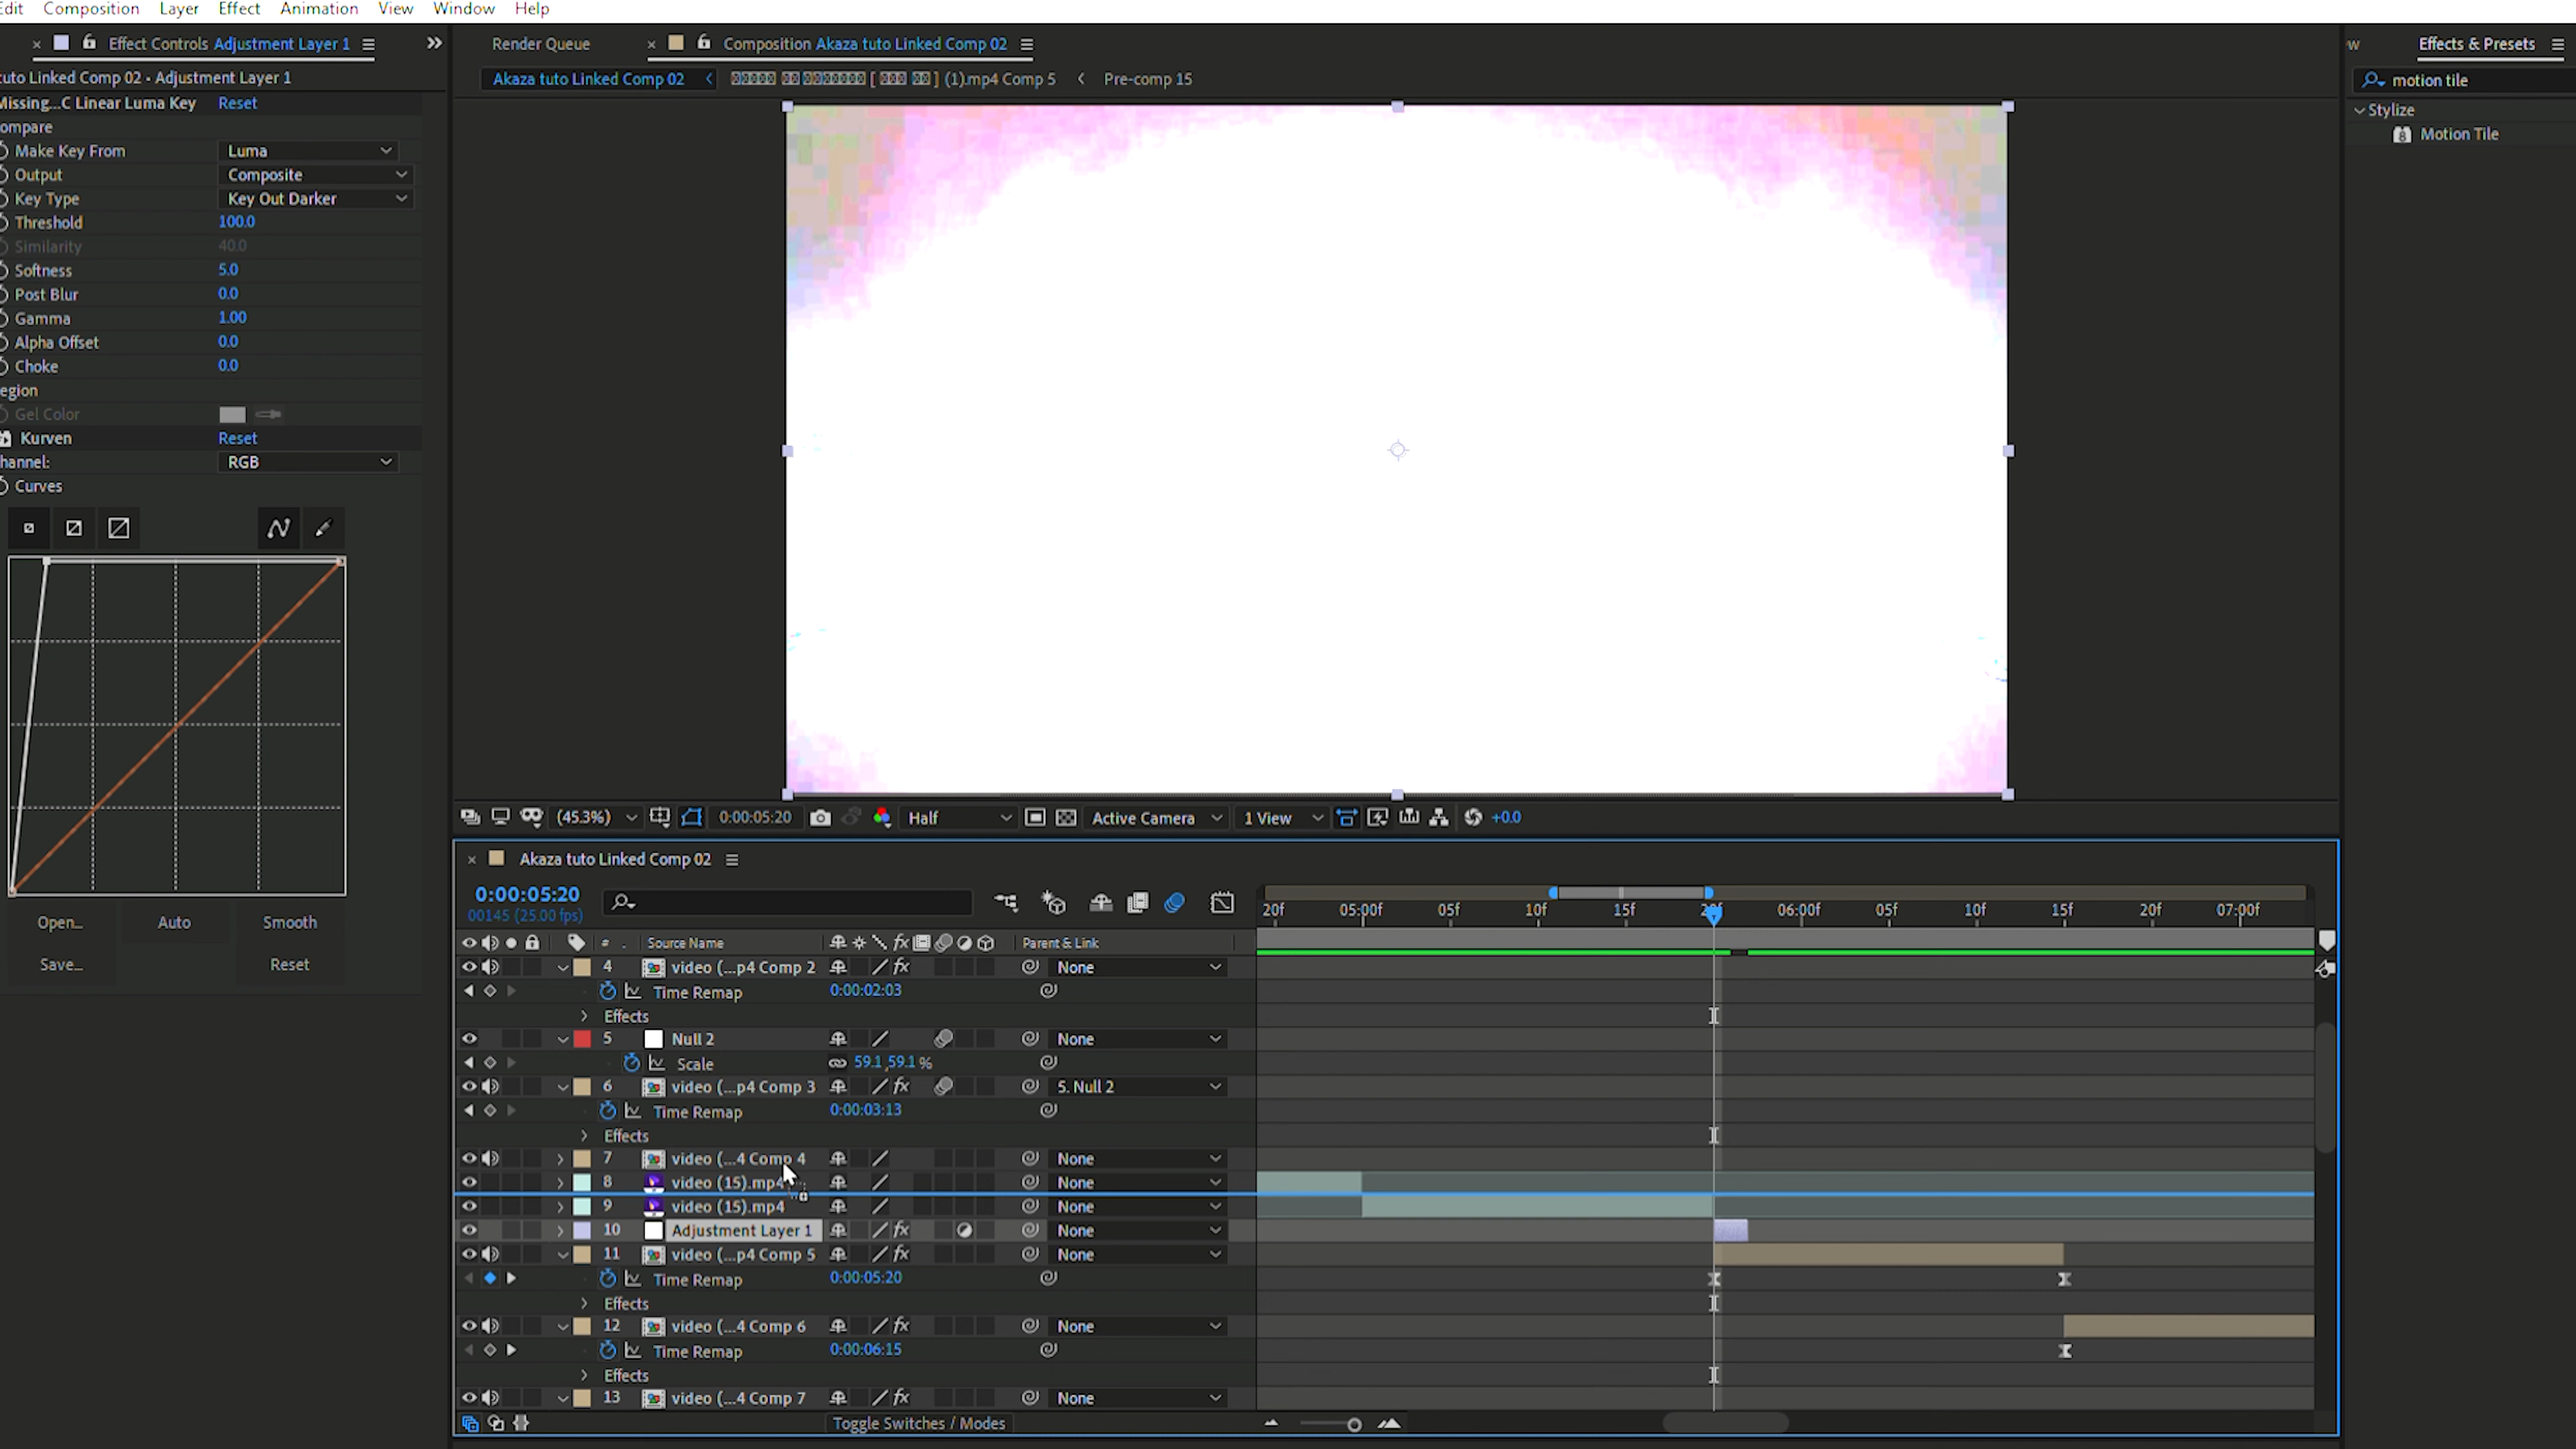 Edit Composition Layer Effect Animation View Window Help
Effect Controls Adjustment Layer 1
Render Queue
Composition Akaza tuto Linked Comp 02
Effects & Presets
tuto Linked Comp 02 • Adjustment Layer 1
Akaza tuto Linked Comp 02
(1).mp4 Comp 5
Pre-comp 15
motion tile
Stylize
Motion Tile
Missing...C Linear Luma Key Reset
ompare
Make Key From Luma
Output Composite
Key Type Key Out Darker
Threshold 100.0
Similarity 40.0
Softness 5.0
Post Blur 0.0
Gamma 1.00
Alpha Offset 0.0
Choke 0.0
egion
Gel Color
Kurven Reset
hannel: RGB
Curves
Open... Auto Smooth
Save... Reset
(45.3%) 0:00:05:20 Half Active Camera 1 View +0.0
Akaza tuto Linked Comp 02
0:00:05:20
00145 (25.00 fps)
20f 05:00f 05f 10f 15f 20f 06:00f 05f 10f 15f 20f 07:00f
# Source Name Parent & Link
4 video (...p4 Comp 2 None
Time Remap 0:00:02:03
Effects
5 Null 2 None
Scale 59.1,59.1 %
6 video (...p4 Comp 3 5. Null 2
Time Remap 0:00:03:13
Effects
7 video (...4 Comp 4 None
8 video (15).mp4 None
9 video (15).mp4 None
10 Adjustment Layer 1 None
11 video (...p4 Comp 5 None
Time Remap 0:00:05:20
Effects
12 video (...4 Comp 6 None
Time Remap 0:00:06:15
Effects
13 video (...4 Comp 7 None
Toggle Switches / Modes